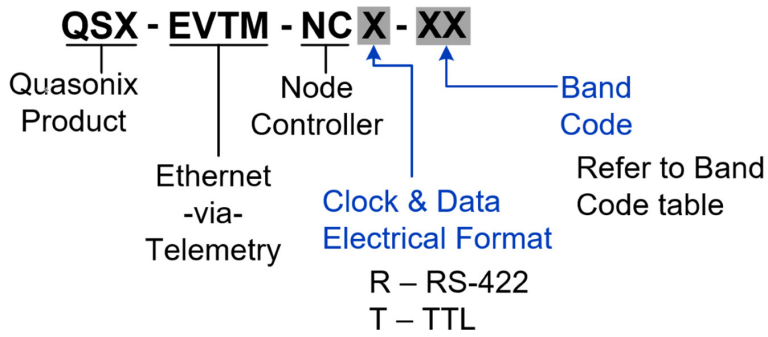 QSX - EVTM - NC X - XX
Quasonix
Product
Node
Controller
Band
Code
Ethernet
-via-
Telemetry
Clock & Data
Electrical Format
R – RS-422
T – TTL
Refer to Band
Code table